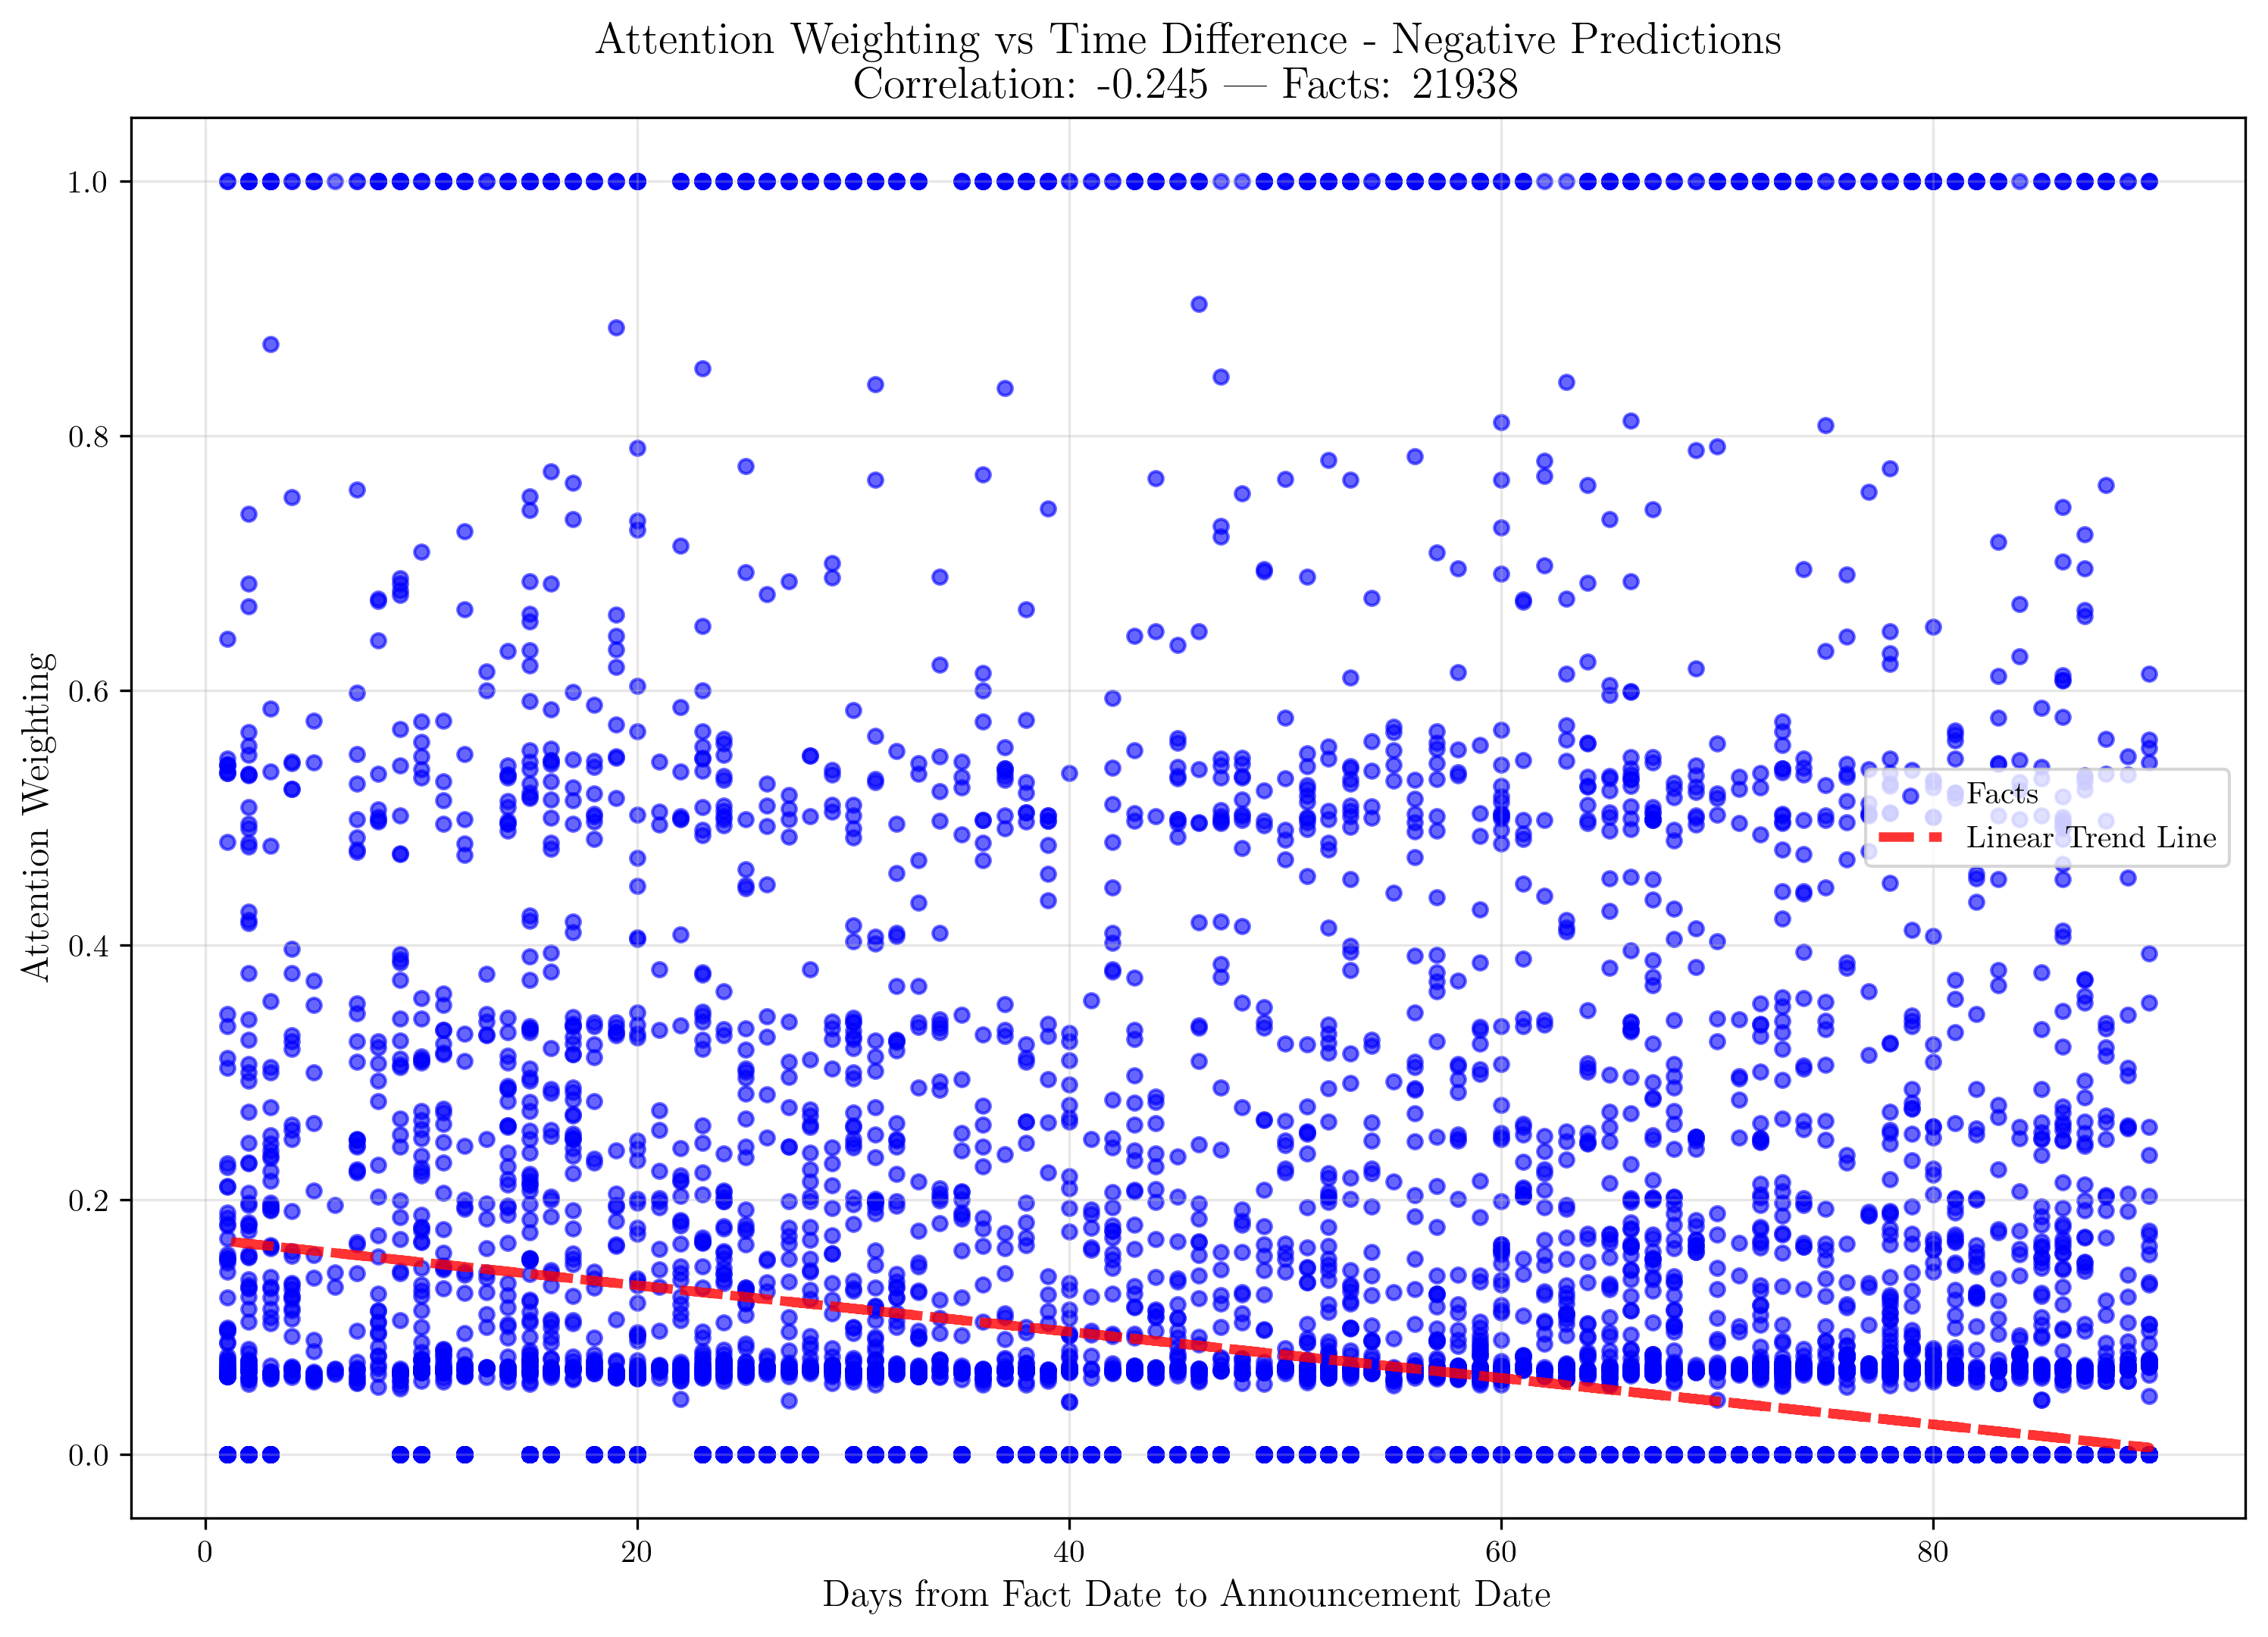 Attention Weighting vs Time Difference - Negative Predictions
Correlation: -0.245 — Facts: 21938
Attention Weighting
1.0
0.8
0.6
0.4
0.2
0.0
Facts
Linear Trend Line
0
20
40
60
80
Days from Fact Date to Announcement Date